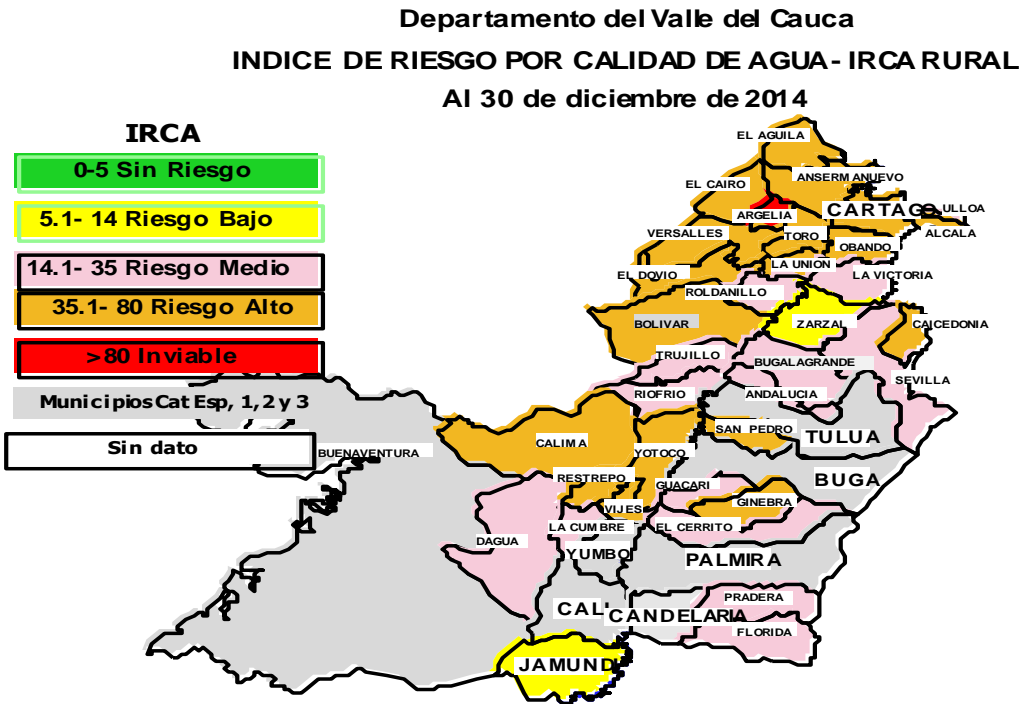 Departamento del Valle del Cauca
INDICE DE RIESGO POR CALIDAD DE AGUA- IRCA RURAL
Al 30 de diciembre de 2014
IRCA
0-5 Sin Riesgo
5.1- 14 Riesgo Bajo
14.1- 35 Riesgo Medio
35.1- 80 Riesgo Alto
>80 Inviable
Municipios Cat Esp, 1, 2 y 3
Sin dato
EL AGUILA
ANSERMANUEVO
EL CAIRO
ARGELIA
CARTAGO
ULLOA
VERSALLES
TORO
ALCALA
OBANDO
LA UNION
EL DOVIO
LA VICTORIA
ROLDANILLO
BOLIVAR
ZARZAL
CAICEDONIA
TRUJILLO
BUGALAGRANDE
SEVILLA
RIOFRIO
ANDALUCIA
SAN PEDRO
TULUA
CALIMA
YOTOCO
BUENAVENTURA
RESTREPO
GUACARI
BUGA
GINEBRA
VIJES
LA CUMBRE
EL CERRITO
DAGUA
YUMBO
PALMIRA
PRADERA
CALI
CANDELARIA
FLORIDA
JAMUND